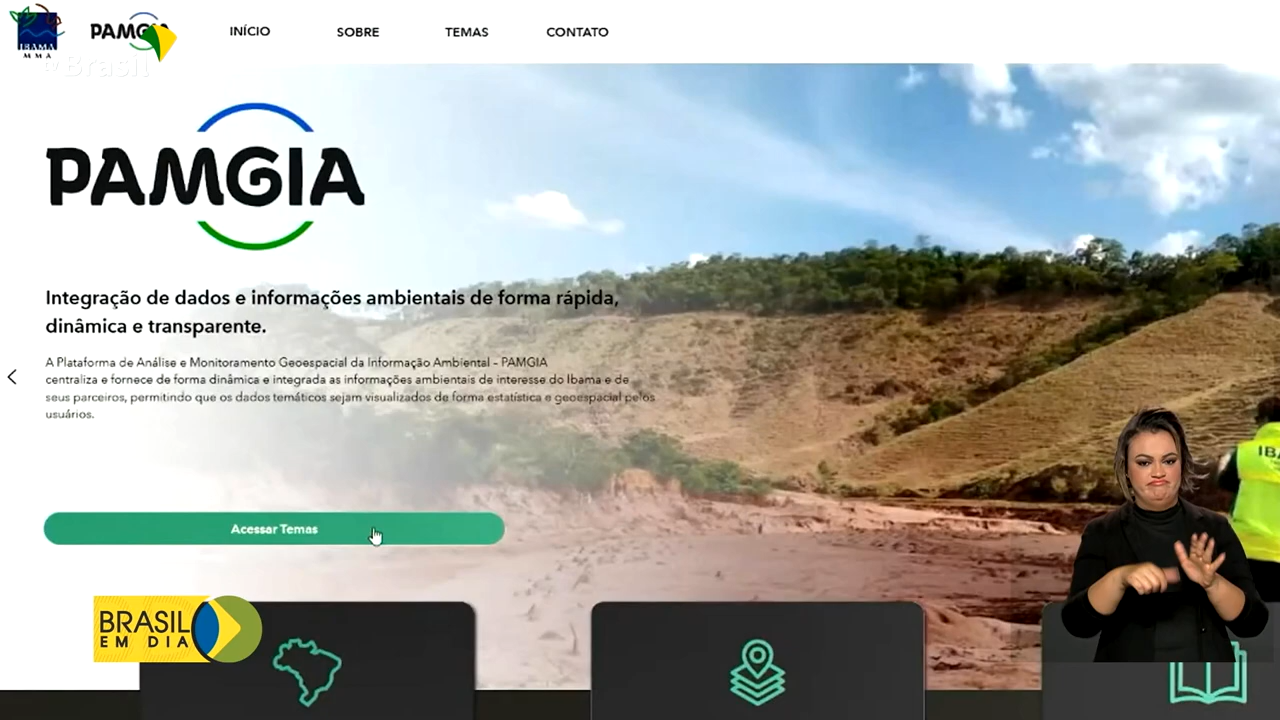 IBAMA
MMA
PAMGIA
INÍCIO
SOBRE
TEMAS
CONTATO
tv Brasil
PAMGIA
Integração de dados e informações ambientais de forma rápida,
dinâmica e transparente.
A Plataforma de Análise e Monitoramento Geoespacial da Informação Ambiental - PAMGIA
centraliza e fornece de forma dinâmica e integrada as informações ambientais de interesse do Ibama e de
seus parceiros, permitindo que os dados temáticos sejam visualizados de forma estatística e geoespacial pelos
usuários.
Acessar Temas
BRASIL
EM DIA